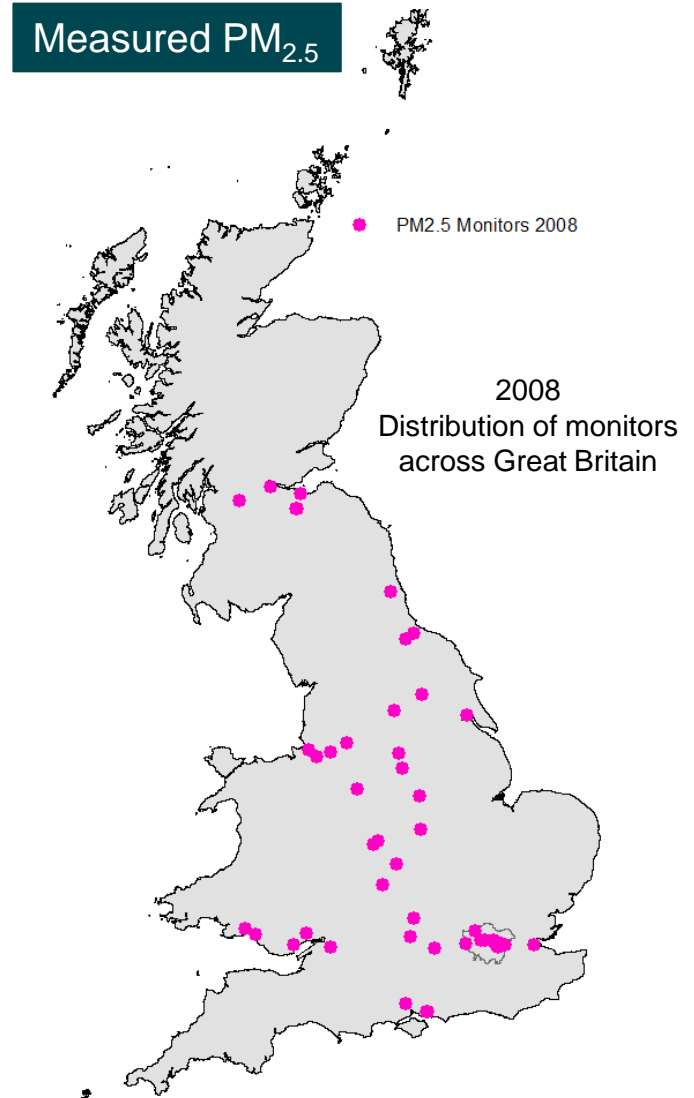 Measured PM2.5
PM2.5 Monitors 2008
2008
Distribution of monitors
across Great Britain